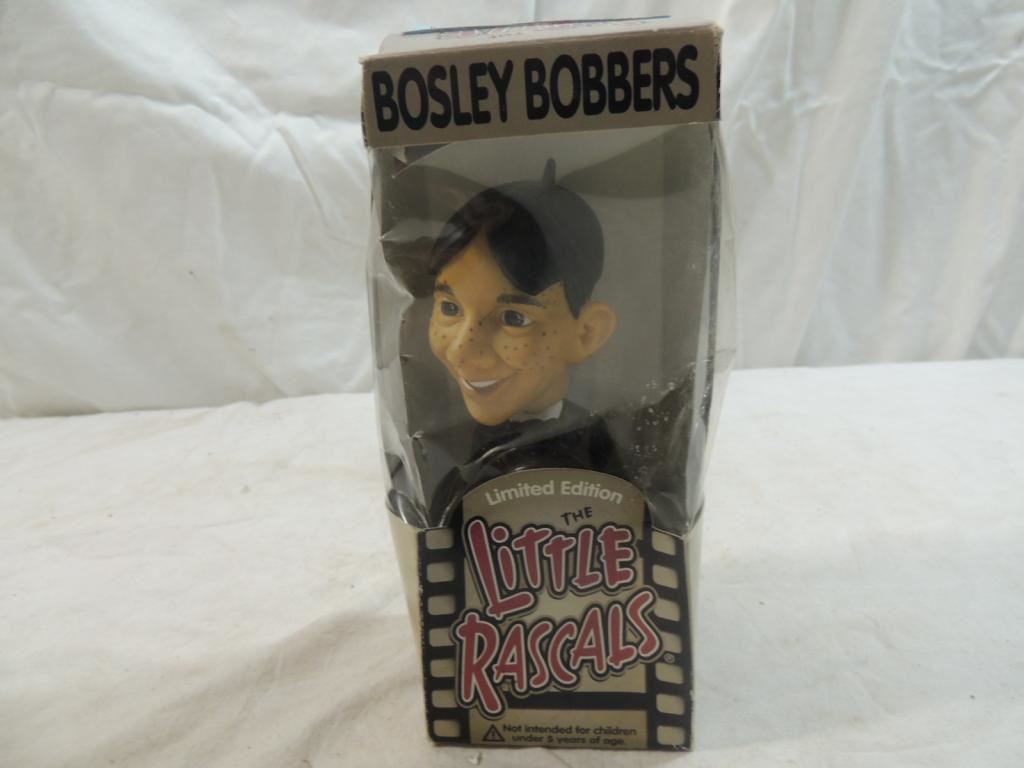 BOSLEY BOBBERS
Limited Edition
THE
LITTLE
RASCALS®
Not intended for children
under 5 years of age.